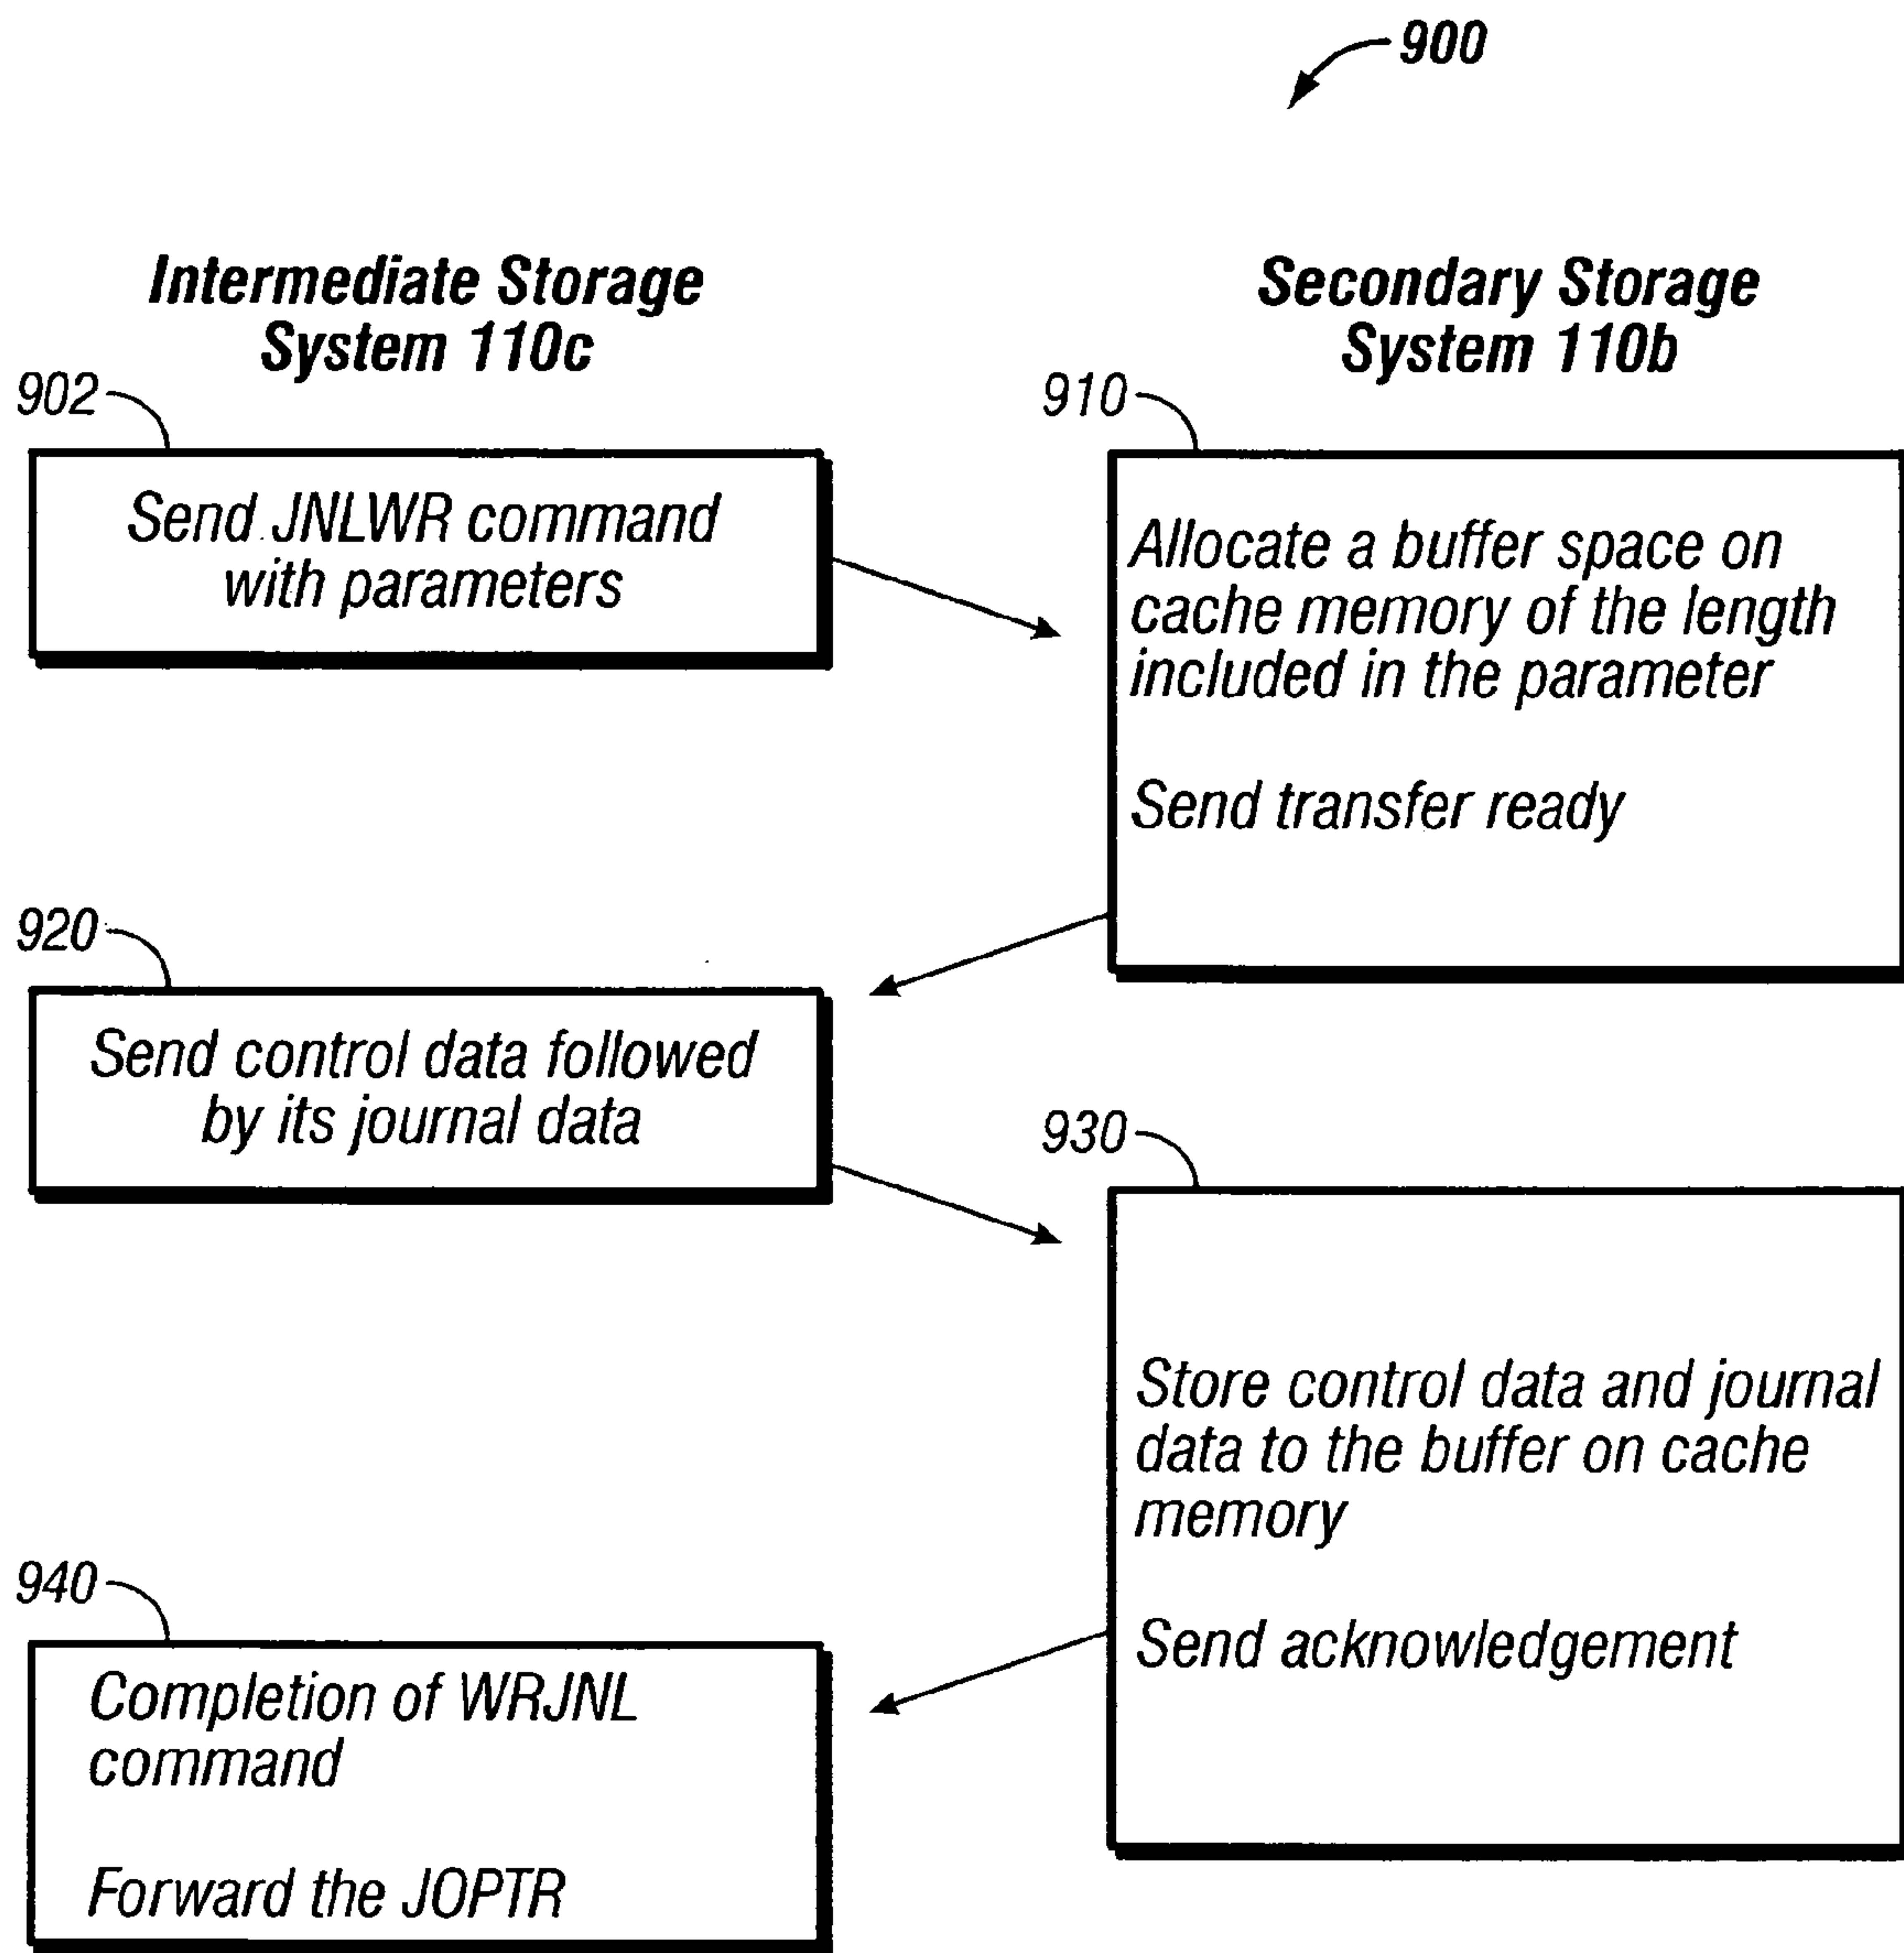 900
Intermediate Storage
System 110c
Secondary Storage
System 110b
902
Send JNLWR command
with parameters
910
Allocate a buffer space on
cache memory of the length
included in the parameter
Send transfer ready
920
Send control data followed
by its journal data
930
Store control data and journal
data to the buffer on cache
memory
Send acknowledgement
940
Completion of WRJNL
command
Forward the JOPTR